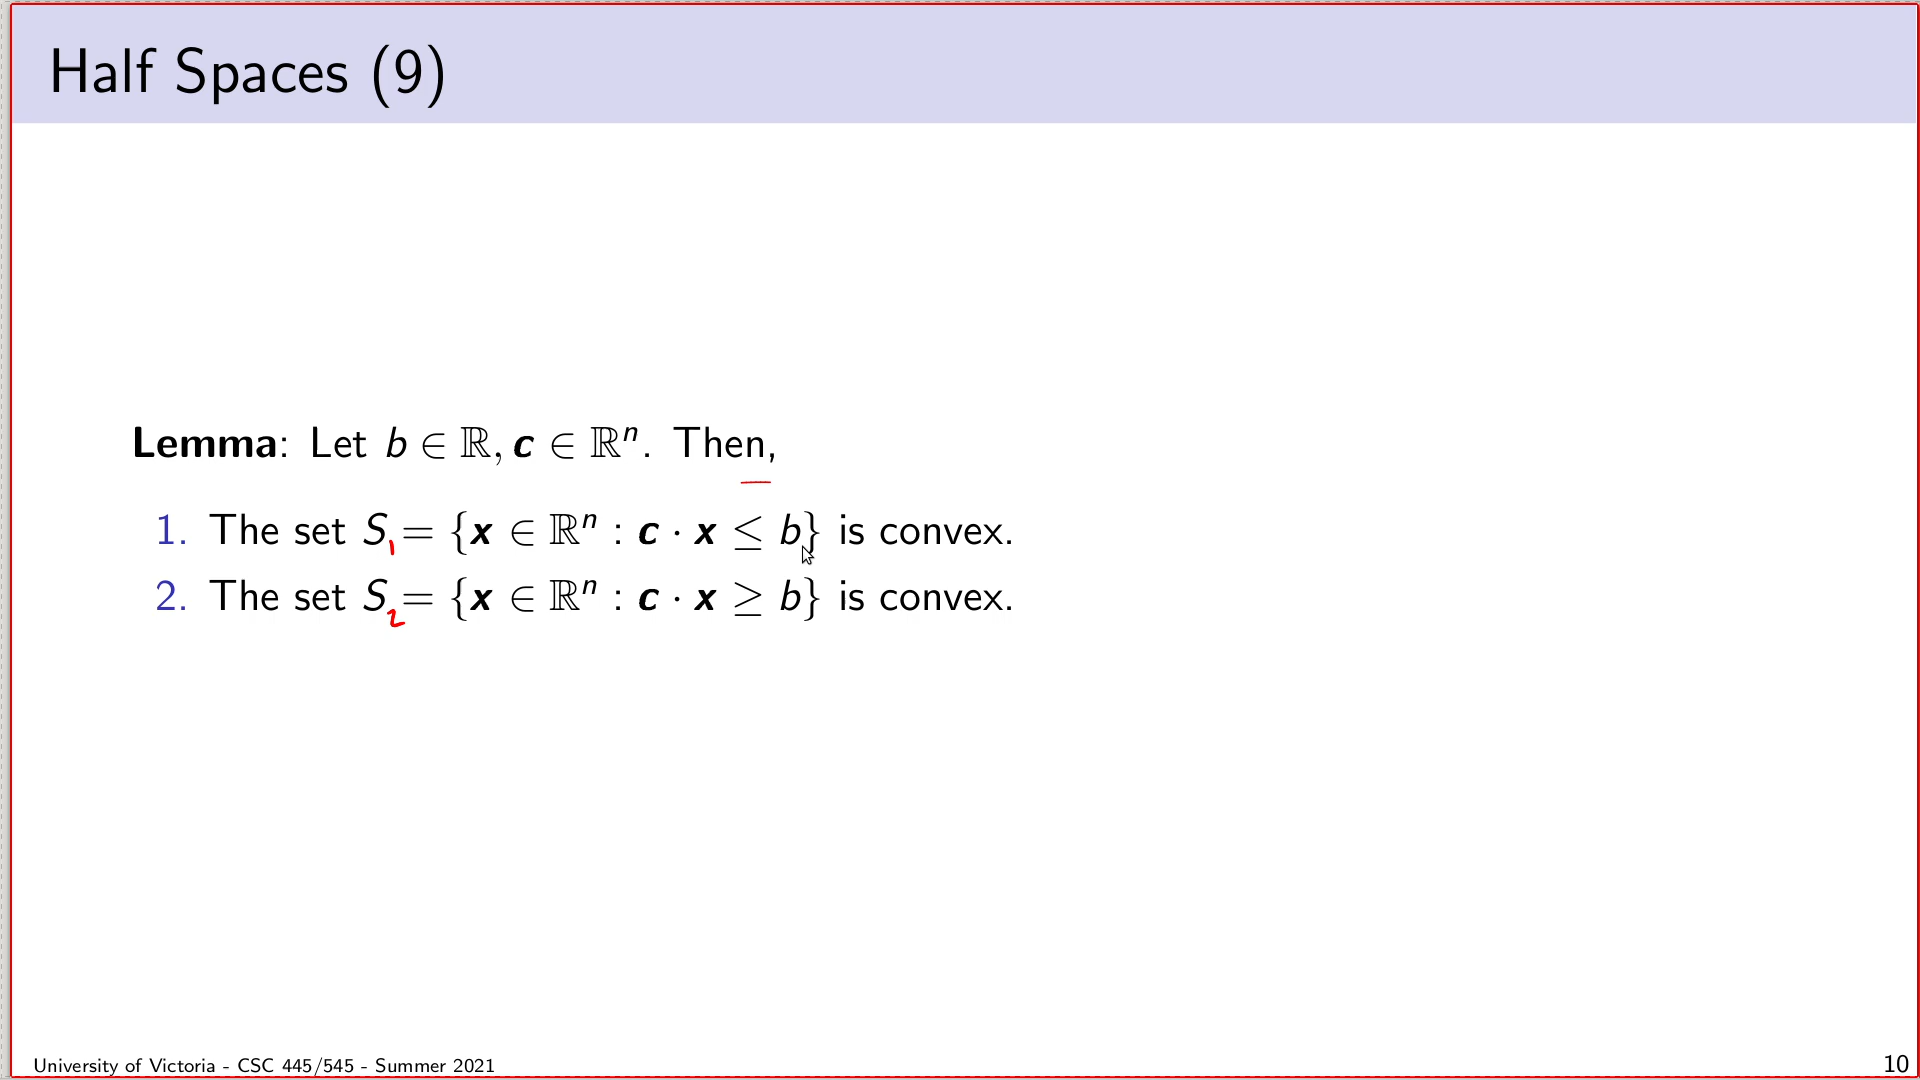 Half Spaces (9)
Lemma: Let b ∈ ℝ, c ∈ ℝⁿ. Then,
1. The set S₁ = {x ∈ ℝⁿ : c · x ≤ b} is convex.
2. The set S₂ = {x ∈ ℝⁿ : c · x ≥ b} is convex.
University of Victoria - CSC 445/545 - Summer 2021
10